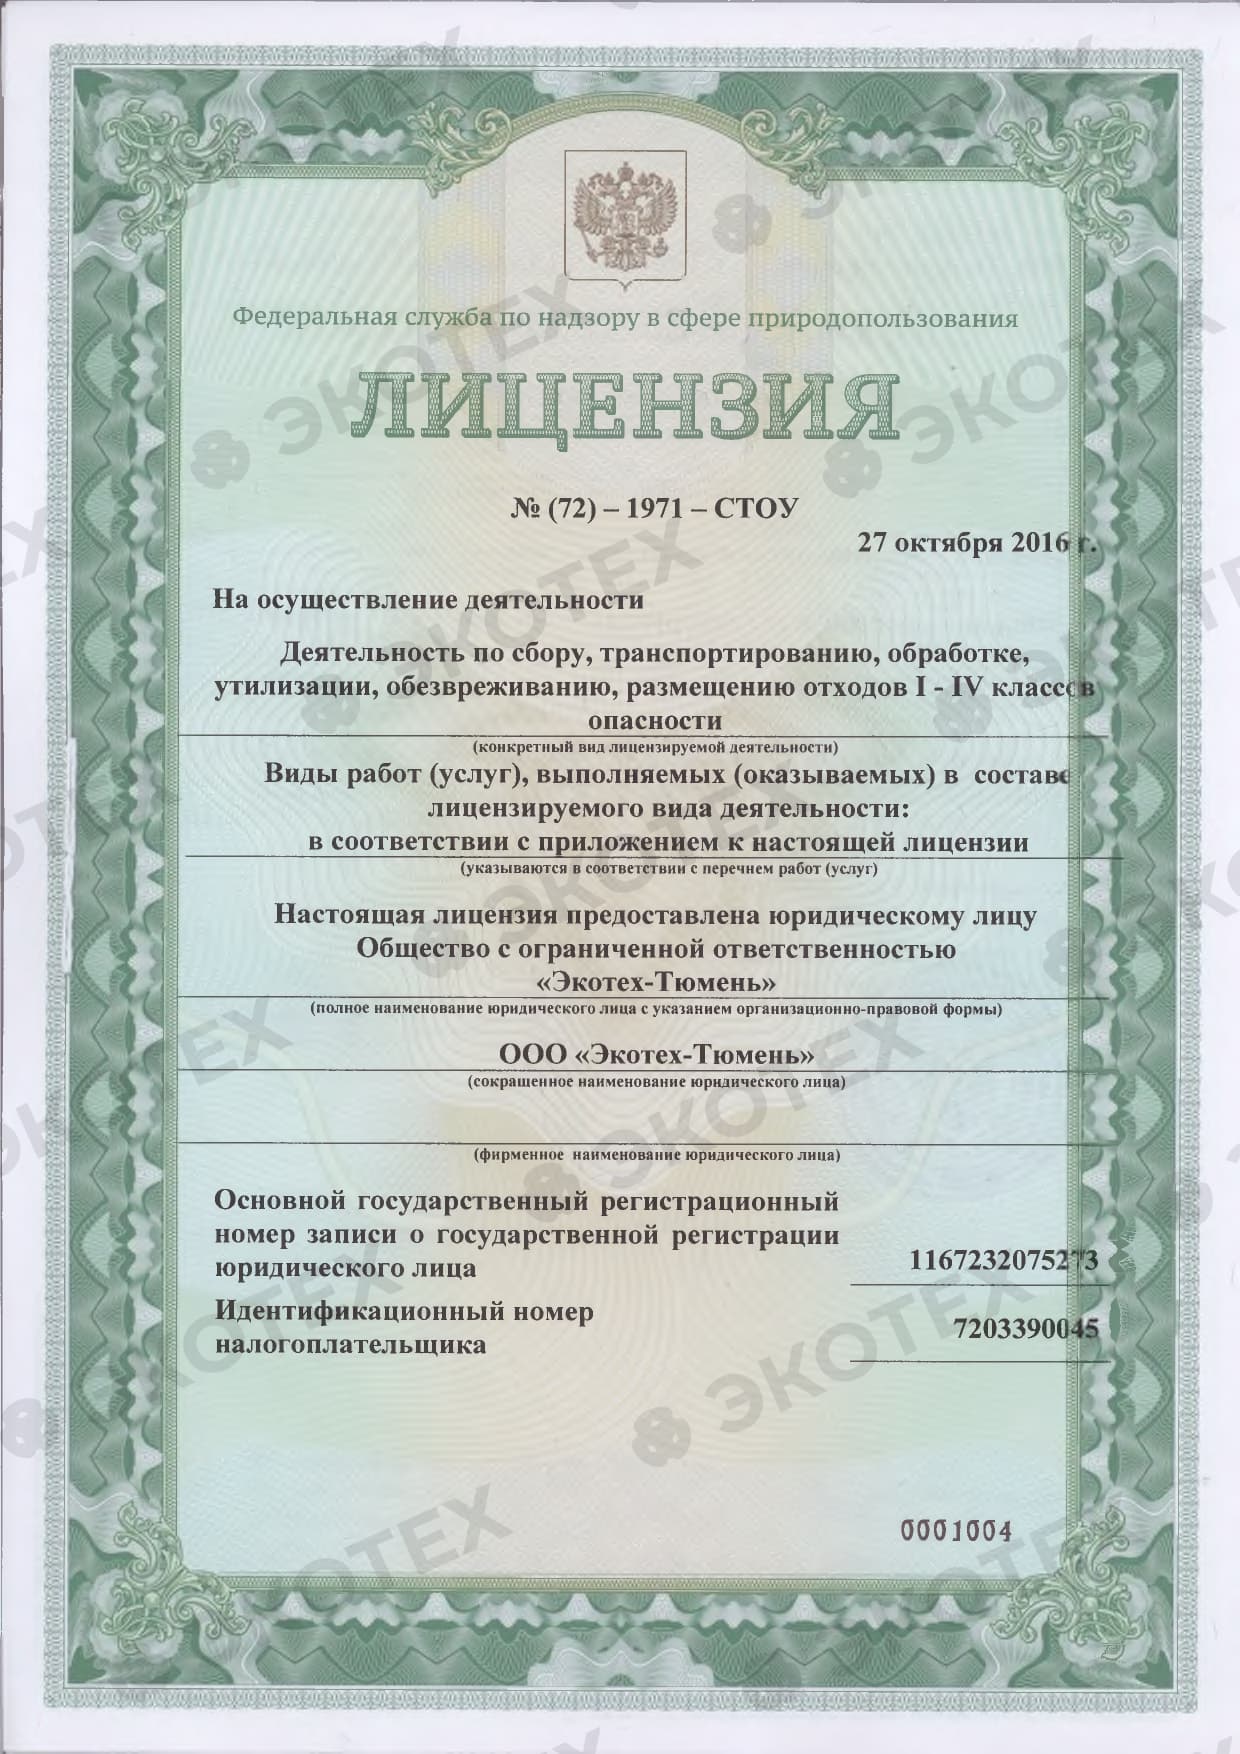 Федеральная служба по надзору в сфере природопользования
ЛИЦЕНЗИЯ
№ (72) – 1971 – СТОУ
27 октября 2016 г.
На осуществление деятельности
Деятельность по сбору, транспортированию, обработке,
утилизации, обезвреживанию, размещению отходов I - IV классов
опасности
(конкретный вид лицензируемой деятельности)
Виды работ (услуг), выполняемых (оказываемых) в составе
лицензируемого вида деятельности:
в соответствии с приложением к настоящей лицензии
(указываются в соответствии с перечнем работ (услуг)
Настоящая лицензия предоставлена юридическому лицу
Общество с ограниченной ответственностью
«Экотех-Тюмень»
(полное наименование юридического лица с указанием организационно-правовой формы)
ООО «Экотех-Тюмень»
(сокращенное наименование юридического лица)
(фирменное наименование юридического лица)
Основной государственный регистрационный
номер записи о государственной регистрации
юридического лица
1167232075273
Идентификационный номер
налогоплательщика
7203390045
0001004
ЭКОТЕХ